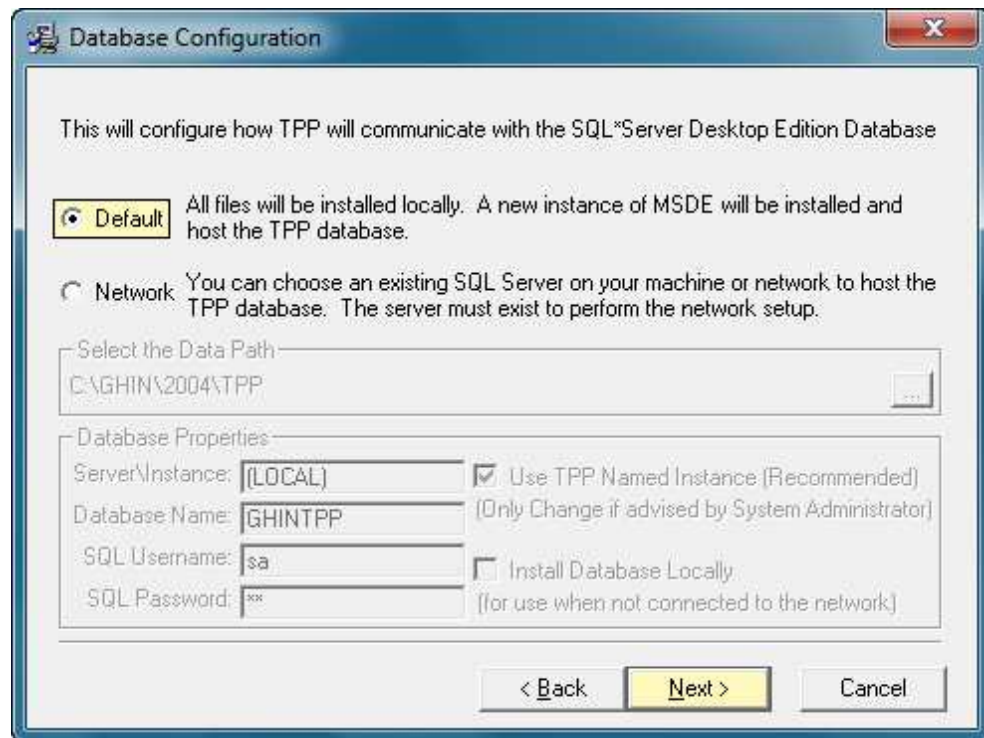 Database Configuration
This will configure how TPP will communicate with the SQL*Server Desktop Edition Database
Default
All files will be installed locally.  A new instance of MSDE will be installed and
host the TPP database.
Network
You can choose an existing SQL Server on your machine or network to host the
TPP database.  The server must exist to perform the network setup.
Select the Data Path
C:\GHIN\2004\TPP
...
Database Properties
Server\Instance: (LOCAL)
Use TPP Named Instance (Recommended)
(Only Change if advised by System Administrator)
Database Name: GHINTPP
SQL Username: sa
Install Database Locally
SQL Password: **
(for use when not connected to the network)
< Back
Next >
Cancel